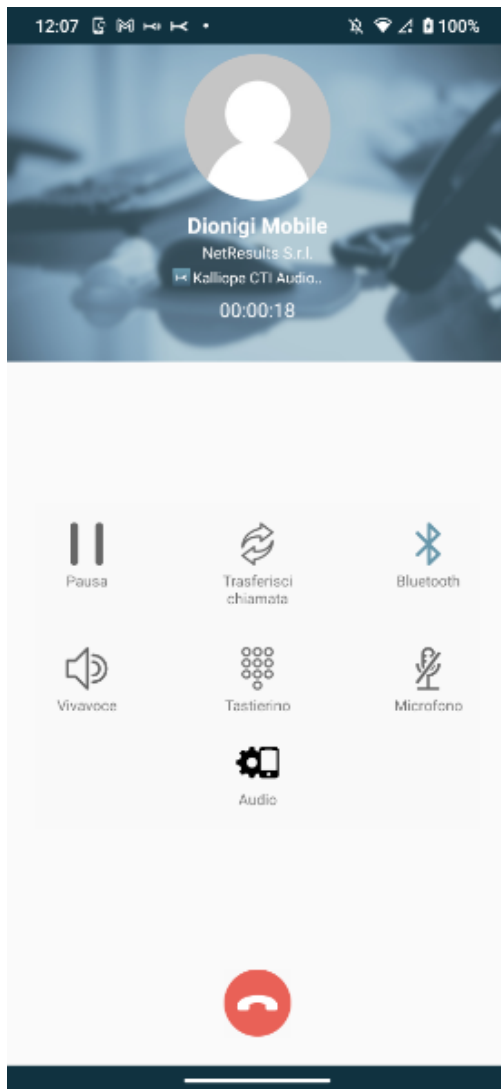 12:07
100%
Dionigi Mobile
NetResults S.r.l.
Kalliope CTI Audio..
00:00:18
Pausa
Trasferisci
chiamata
Bluetooth
Vivavoce
Tastierino
Microfono
Audio